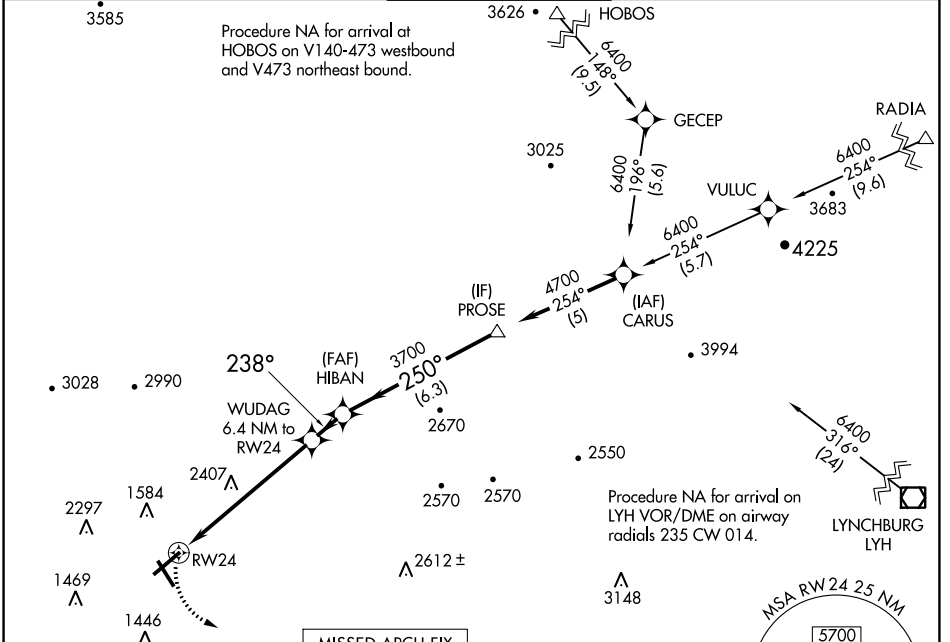 3585
Procedure NA for arrival at
HOBOS on V140-473 westbound
and V473 northeast bound.
3626
HOBOS
6400
148°
(9.5)
GECEP
RADIA
3025
6400
196°
(5.6)
6400
254°
(9.6)
VULUC
3683
6400
254°
(5.7)
4225
(IF)
PROSE
4700
254°
(5)
(IAF)
CARUS
238°
(FAF)
HIBAN
3700
250°
(6.3)
3994
3028
2990
WUDAG
6.4 NM to
RW24
2670
6400
316°
(24)
2407
2550
2297
1584
2570
2570
Procedure NA for arrival on
LYH VOR/DME on airway
radials 235 CW 014.
LYNCHBURG
LYH
RW24
2612 ±
1469
3148
1446
MSA RW24 25 NM
5700
MISSED APCH FIX